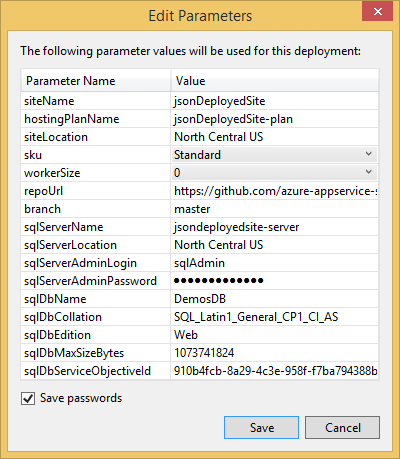 Edit Parameters
The following parameter values will be used for this deployment:
Parameter Name Value
siteName jsonDeployedSite
hostingPlanName jsonDeployedSite-plan
siteLocation North Central US
sku Standard
workerSize 0
repoUrl https://github.com/azure-appservice-s
branch master
sqlServerName jsondeployedsite-server
sqlServerLocation North Central US
sqlServerAdminLogin sqlAdmin
sqlServerAdminPassword ●●●●●●●●●●●●●
sqlDbName DemosDB
sqlDbCollation SQL_Latin1_General_CP1_CI_AS
sqlDbEdition Web
sqlDbMaxSizeBytes 1073741824
sqlDbServiceObjectiveId 910b4fcb-8a29-4c3e-958f-f7ba794388b
Save passwords
Save Cancel